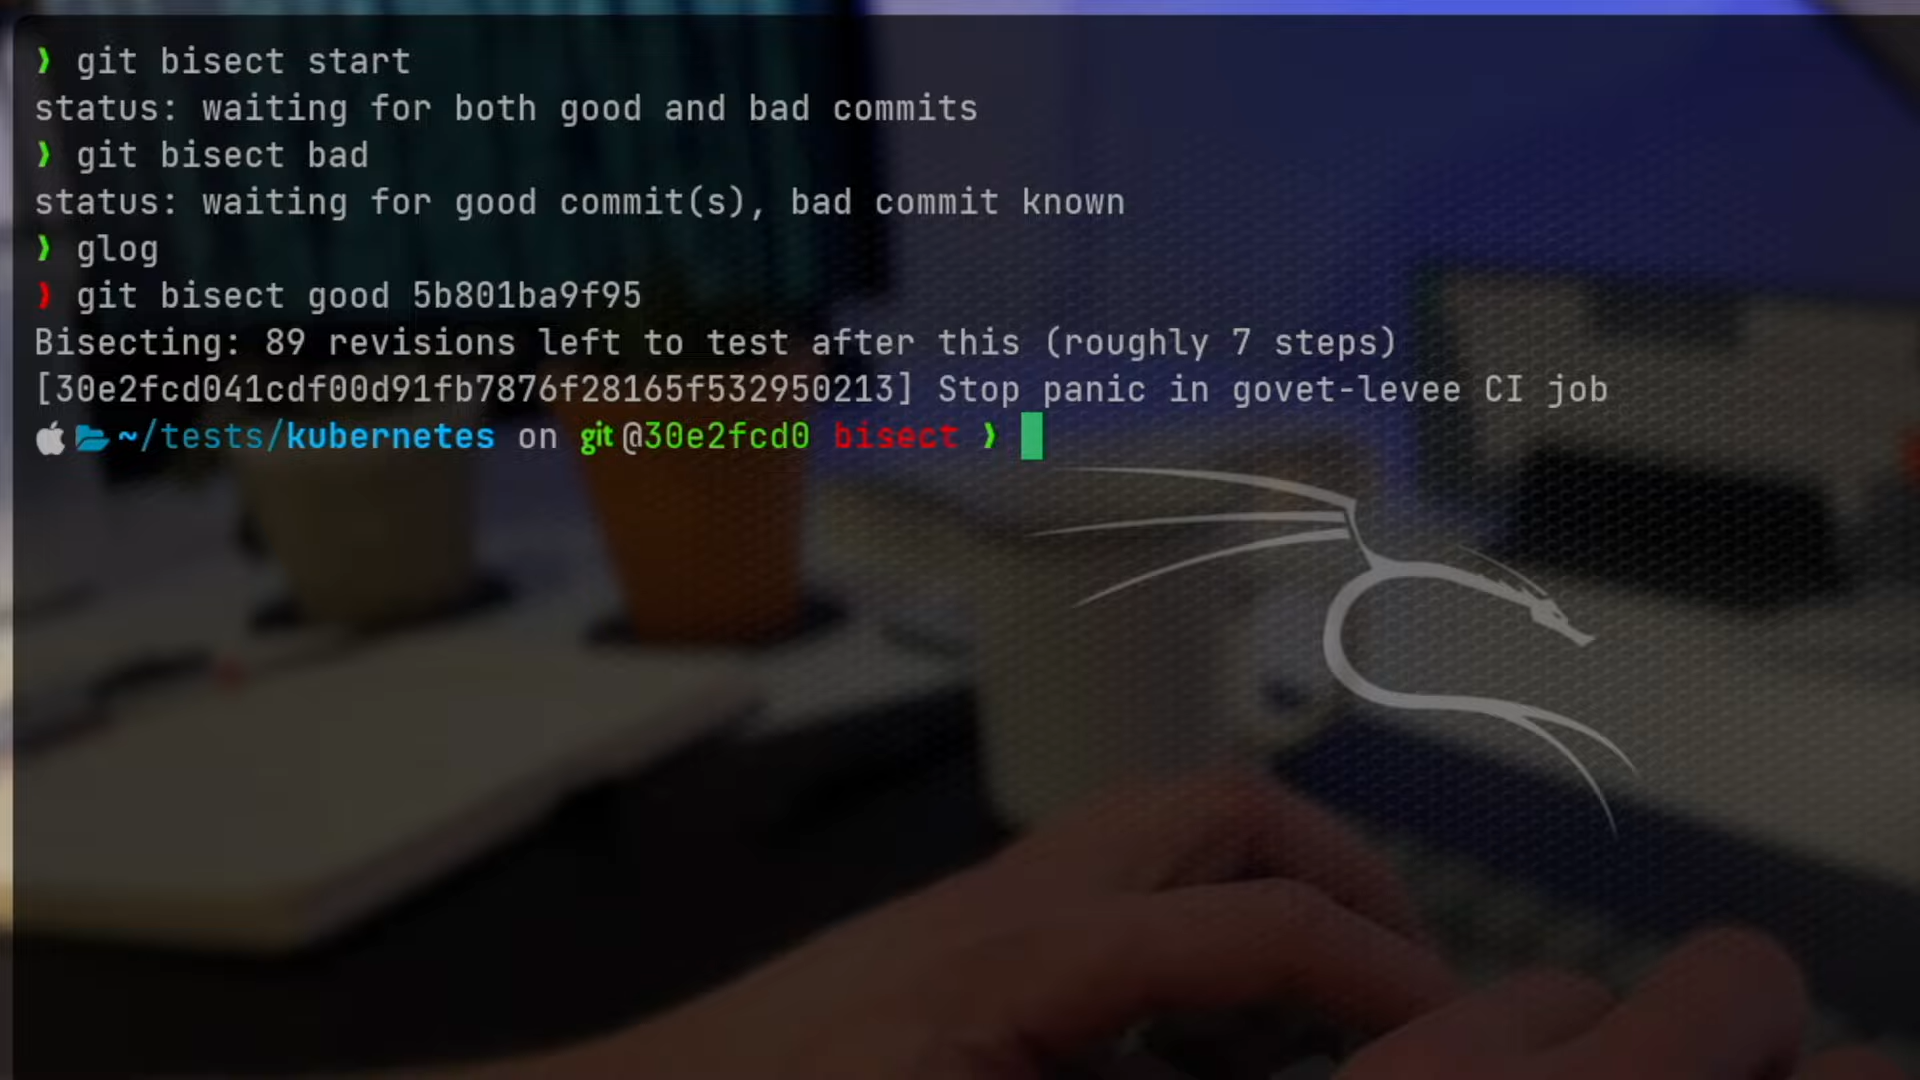 ❯ git bisect start
status: waiting for both good and bad commits
❯ git bisect bad
status: waiting for good commit(s), bad commit known
❯ glog
❯ git bisect good 5b801ba9f95
Bisecting: 89 revisions left to test after this (roughly 7 steps)
[30e2fcd041cdf00d91fb7876f28165f532950213] Stop panic in govet-levee CI job
~/tests/kubernetes on git@30e2fcd0 bisect ❯